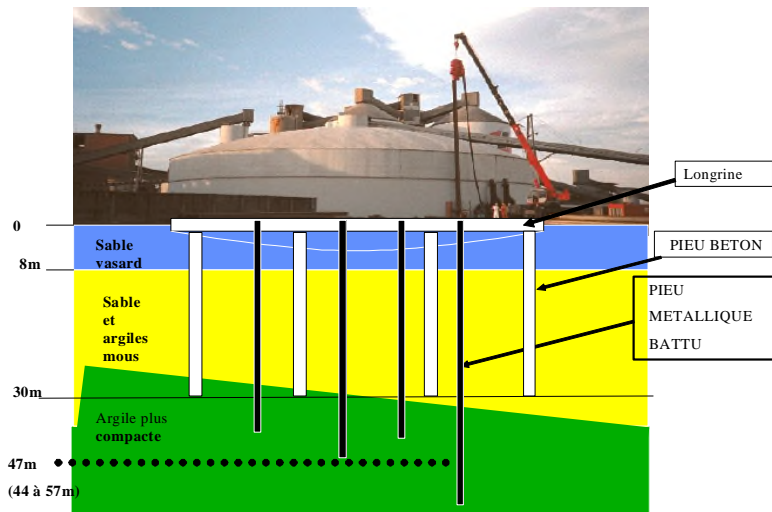 Longrine
0
Sable
vasard
PIEU BETON
8m
PIEU
METALLIQUE
BATTU
Sable
et
argiles
mous
30m
Argile plus
compacte
47m
(44 à 57m)